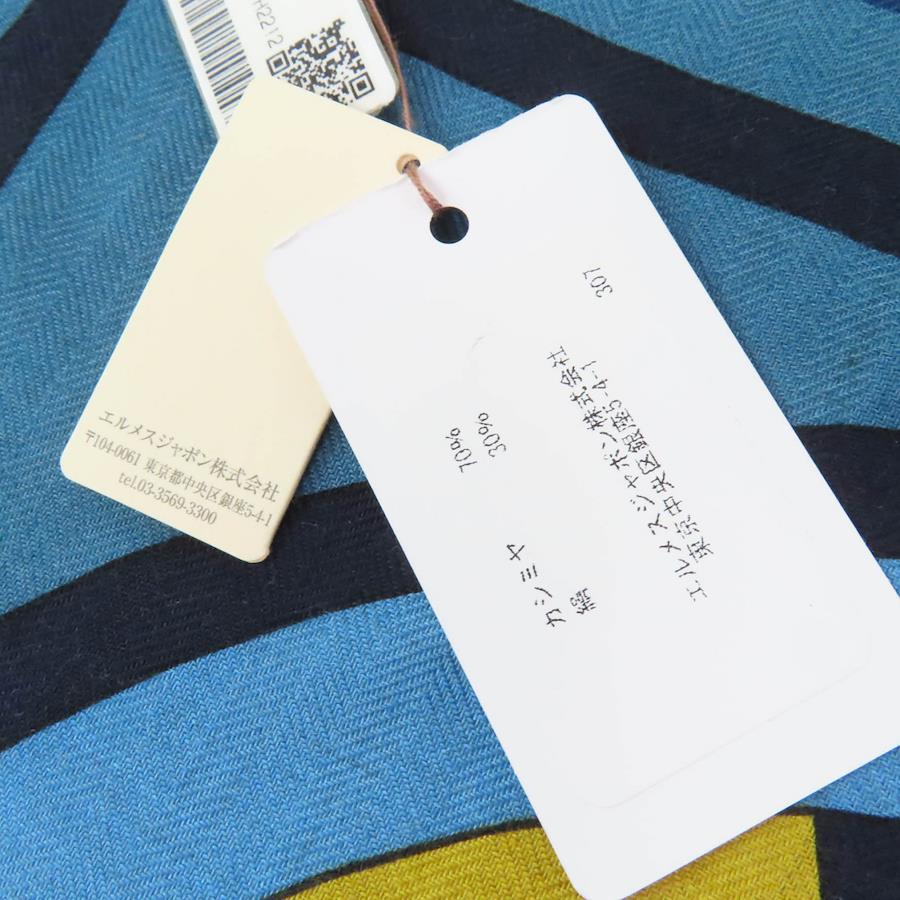 H2212
エルメスジャポン株式会社
〒104-0061 東京都中央区銀座5-4-1
tel.03-3569-3300
カシミヤ 70%
絹 30%
エルメスジャポン株式会社
東京中央区銀座5-4-1 307